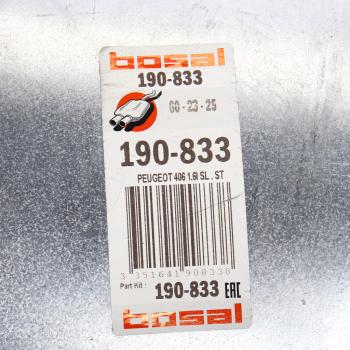 bosal
190-833
60-23-25
190-833
PEUGEOT 406 1.6I SL . ST
3 351641 908338
Part Kit : 190-833 EAC
bosal